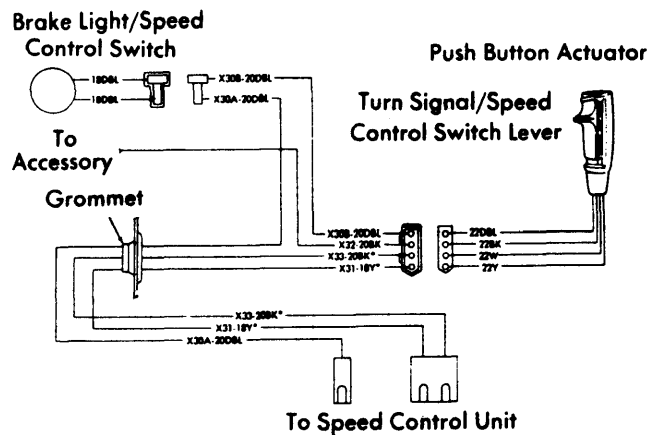 Brake Light/Speed
Control Switch
Push Button Actuator
18DBL
X30B-20DBL
18DBL
X30A-20DBL
Turn Signal/Speed
Control Switch Lever
To
Accessory
Grommet
X30B-20DBL
22DBL
X32-20BK
22BK
X33-20BK*
22W
X31-18Y*
22Y
X33-20BK*
X31-18Y*
X30A-20DBL
To Speed Control Unit